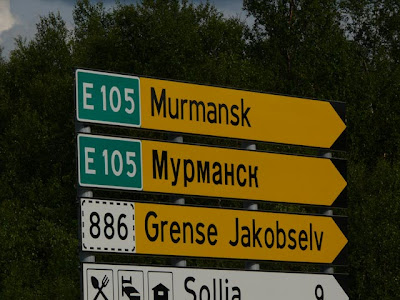 E 105 Murmansk
E 105 Мурманск
886 Grense Jakobselv
Sollia 9